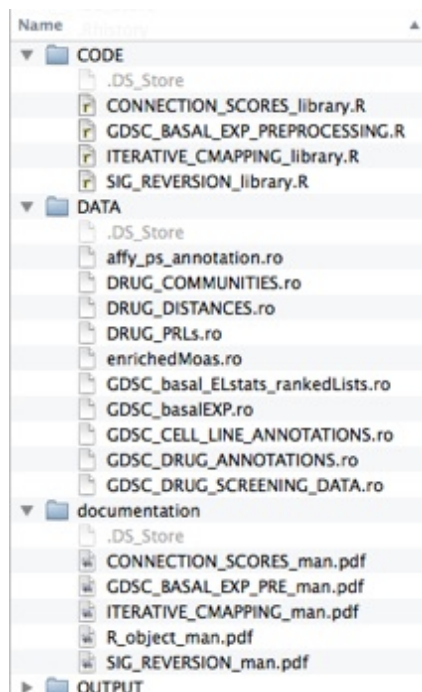 Name
.Rhistory
CODE
.DS_Store
CONNECTION_SCORES_library.R
GDSC_BASAL_EXP_PREPROCESSING.R
ITERATIVE_CMAPPING_library.R
SIG_REVERSION_library.R
DATA
.DS_Store
affy_ps_annotation.ro
DRUG_COMMUNITIES.ro
DRUG_DISTANCES.ro
DRUG_PRLs.ro
enrichedMoas.ro
GDSC_basal_ELstats_rankedLists.ro
GDSC_basalEXP.ro
GDSC_CELL_LINE_ANNOTATIONS.ro
GDSC_DRUG_ANNOTATIONS.ro
GDSC_DRUG_SCREENING_DATA.ro
documentation
.DS_Store
CONNECTION_SCORES_man.pdf
GDSC_BASAL_EXP_PRE_man.pdf
ITERATIVE_CMAPPING_man.pdf
R_object_man.pdf
SIG_REVERSION_man.pdf
OUTPUT